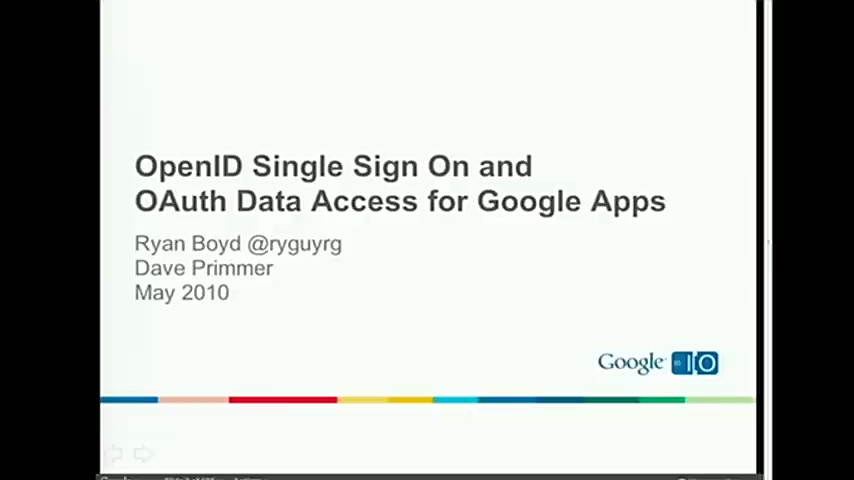 OpenID Single Sign On and
OAuth Data Access for Google Apps
Ryan Boyd @ryguyrg
Dave Primmer
May 2010
Google IO